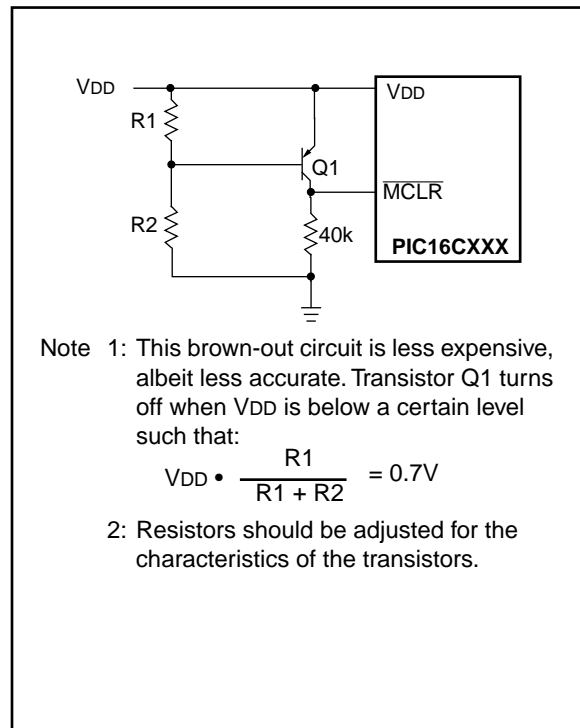 VDD
VDD
R1
Q1
MCLR
R2
40k
PIC16CXXX
Note 1: This brown-out circuit is less expensive,
albeit less accurate. Transistor Q1 turns
off when VDD is below a certain level
such that:
VDD • R1 / R1 + R2 = 0.7V
2: Resistors should be adjusted for the
characteristics of the transistors.